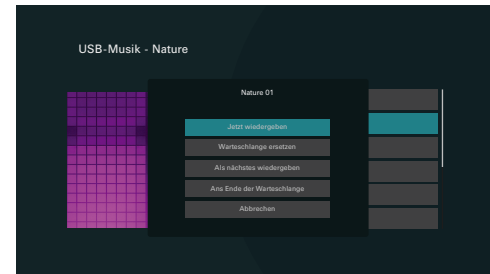 USB-Musik - Nature
Nature 01
Jetzt wiedergeben
Warteschlange ersetzen
Als nächstes wiedergeben
Ans Ende der Warteschlange
Abbrechen